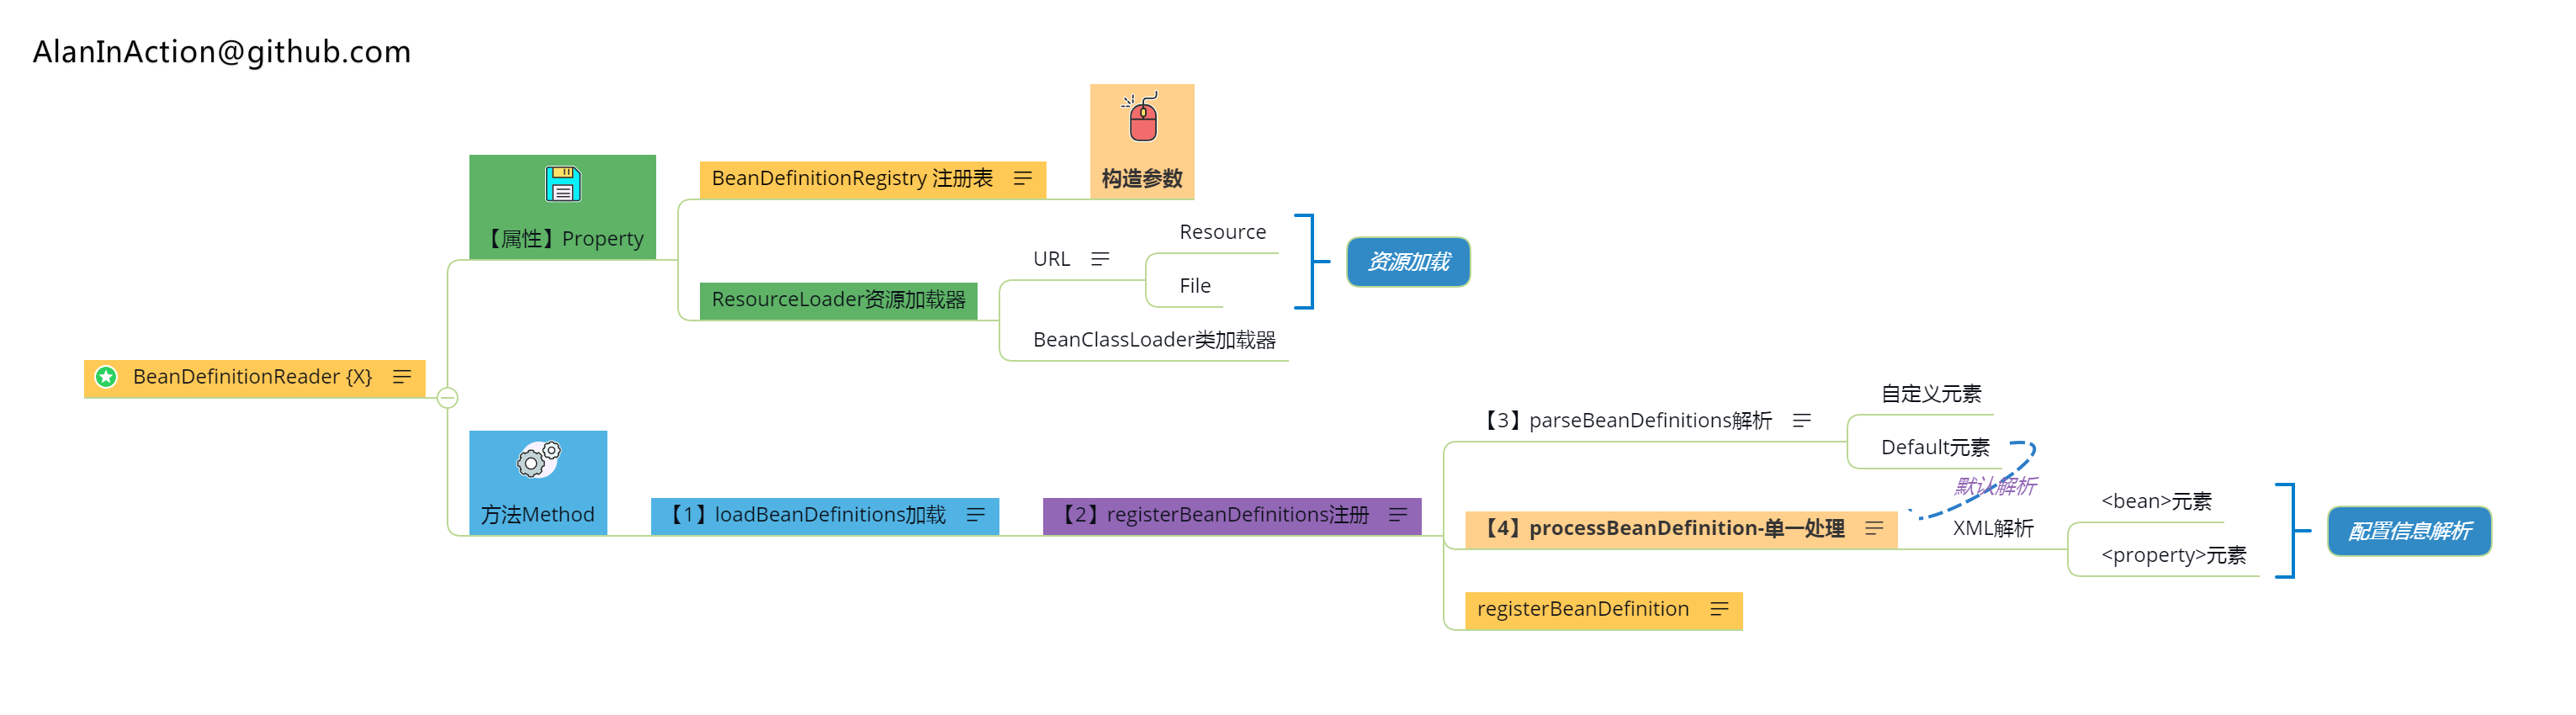 AlanInAction@github.com
BeanDefinitionReader {X}
【属性】Property
BeanDefinitionRegistry 注册表
构造参数
ResourceLoader资源加载器
URL
Resource
File
资源加载
BeanClassLoader类加载器
方法Method
【1】loadBeanDefinitions加载
【2】registerBeanDefinitions注册
【3】parseBeanDefinitions解析
自定义元素
Default元素
默认解析
【4】processBeanDefinition-单一处理
XML解析
<bean>元素
<property>元素
配置信息解析
registerBeanDefinition